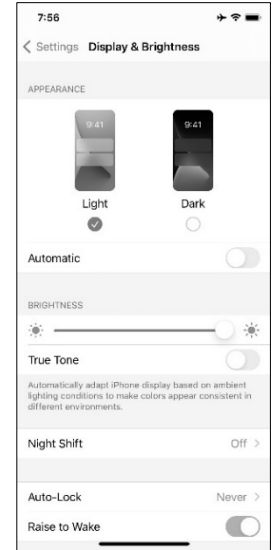 7:56
Settings Display & Brightness
APPEARANCE
9:41 9:41
Light Dark
Automatic
BRIGHTNESS
True Tone
Automatically adapt iPhone display based on ambient
lighting conditions to make colors appear consistent in
different environments.
Night Shift Off
Auto-Lock Never
Raise to Wake